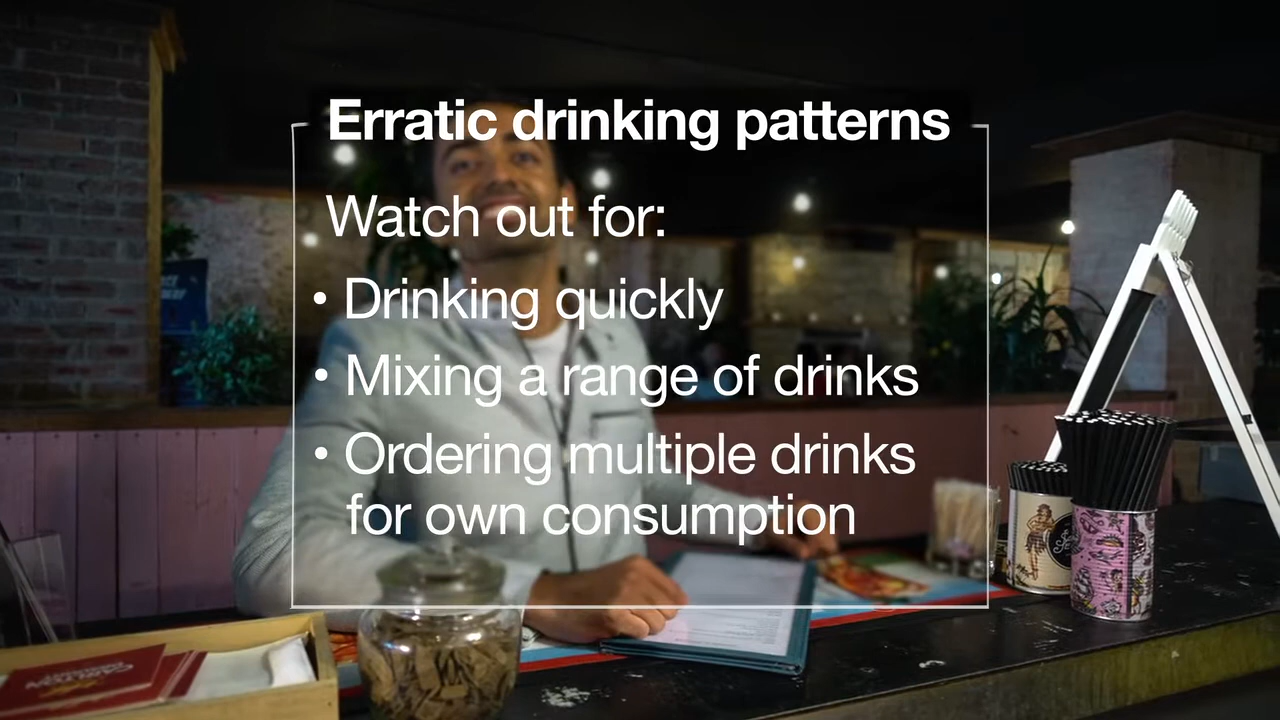 Erratic drinking patterns
Watch out for:
• Drinking quickly
• Mixing a range of drinks
• Ordering multiple drinks
for own consumption